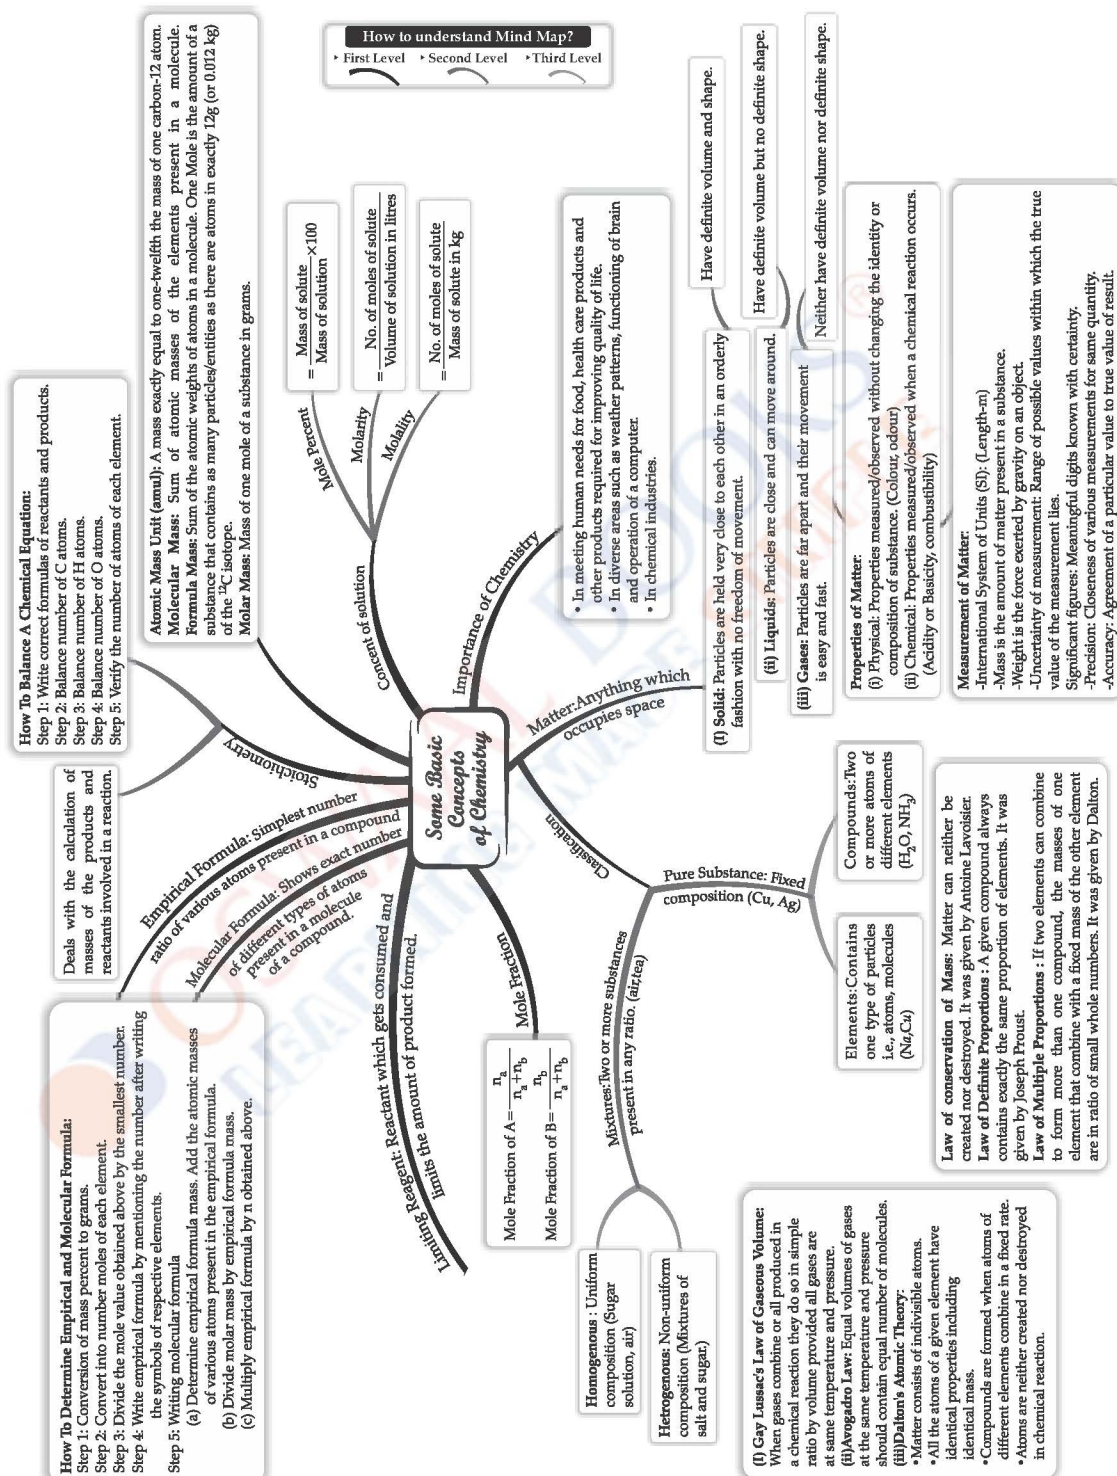 How to understand Mind Map?
First Level
Second Level
Third Level
Some Basic
Concepts
of Chemistry
How To Determine Empirical and Molecular Formula:
Step 1: Conversion of mass percent to grams.
Step 2: Convert into number moles of each element.
Step 3: Divide the mole value obtained above by the smallest number.
Step 4: Write empirical formula by mentioning the number after writing
the symbols of respective elements.
Step 5: Writing molecular formula
(a) Determine empirical formula mass. Add the atomic masses
of various atoms present in the empirical formula.
(b) Divide molar mass by empirical formula mass.
(c) Multiply empirical formula by n obtained above.
Empirical Formula: Simplest number
ratio of various atoms present in a compound
Molecular Formula: Shows exact number
of different types of atoms
present in a molecule
of a compound.
Deals with the calculation of
masses of the products and
reactants involved in a reaction.
Stoichiometry
How To Balance A Chemical Equation:
Step 1: Write correct formulas of reactants and products.
Step 2: Balance number of C atoms.
Step 3: Balance number of H atoms.
Step 4: Balance number of O atoms.
Step 5: Verify the number of atoms of each element.
Atomic Mass Unit (amu): A mass exactly equal to one-twelfth the mass of one carbon-12 atom.
Molecular Mass: Sum of atomic masses of the elements present in a molecule.
Formula Mass: Sum of the atomic weights of atoms in a molecule. One Mole is the amount of a
substance that contains as many particles/entities as there are atoms in exactly 12g (or 0.012 kg)
of the ¹²C isotope.
Molar Mass: Mass of one mole of a substance in grams.
Concent of solution
Mole Percent
= Mass of solute / Mass of solution ×100
Molarity
= No. of moles of solute / Volume of solution in litres
Molality
= No. of moles of solute / Mass of solute in kg
Importance of Chemistry
• In meeting human needs for food, health care products and
other products required for improving quality of life.
• In diverse areas such as weather patterns, functioning of brain
and operation of a computer.
• In chemical industries.
Matter:Anything which
occupies space
(I) Solid: Particles are held very close to each other in an orderly
fashion with no freedom of movement.
Have definite volume and shape.
(ii) Liquids: Particles are close and can move around.
Have definite volume but no definite shape.
(iii) Gases: Particles are far apart and their movement
is easy and fast.
Neither have definite volume nor definite shape.
Properties of Matter:
(i) Physical: Properties measured/observed without changing the identity or
composition of substance. (Colour, odour)
(ii) Chemical: Properties measured/observed when a chemical reaction occurs.
(Acidity or Basicity, combustibility)
Measurement of Matter:
-International System of Units (SI): (Length-m)
-Mass is the amount of matter present in a substance.
-Weight is the force exerted by gravity on an object.
-Uncertainty of measurement: Range of possible values within which the true
value of the measurement lies.
Significant figures: Meaningful digits known with certainty.
-Precision: Closeness of various measurements for same quantity.
-Accuracy: Agreement of a particular value to true value of result.
Limiting Reagent: Reactant which gets consumed and
limits the amount of product formed.
Mole Fraction
Mole Fraction of A= nₐ / nₐ+n_b
Mole Fraction of B= n_b / nₐ+n_b
Classification
Mixtures:Two or more substances
present in any ratio. (air,tea)
Homogenous : Uniform
composition (Sugar
solution, air)
Hetrogenous: Non-uniform
composition (Mixtures of
salt and sugar.)
Pure Substance: Fixed
composition (Cu, Ag)
Elements:Contains
one type of particles
i.e., atoms, molecules
(Na,Cu)
Compounds:Two
or more atoms of
different elements
(H₂O, NH₃)
(I) Gay Lussac's Law of Gaseous Volume:
When gases combine or all produced in
a chemical reaction they do so in simple
ratio by volume provided all gases are
at same temperature and pressure.
(ii)Avogadro Law: Equal volumes of gases
at the same temperature and pressure
should contain equal number of molecules.
(iii)Dalton's Atomic Theory:
•Matter consists of indivisible atoms.
•All the atoms of a given element have
identical properties including
identical mass.
•Compounds are formed when atoms of
different elements combine in a fixed rate.
•Atoms are neither created nor destroyed
in chemical reaction.
Law of conservation of Mass: Matter can neither be
created nor destroyed. It was given by Antoine Lavoisier.
Law of Definite Proportions : A given compound always
contains exactly the same proportion of elements. It was
given by Joseph Proust.
Law of Multiple Proportions : If two elements can combine
to form more than one compound, the masses of one
element that combine with a fixed mass of the other element
are in ratio of small whole numbers. It was given by Dalton.
OSWAAL BOOKS®
LEARNING MADE SIMPLE